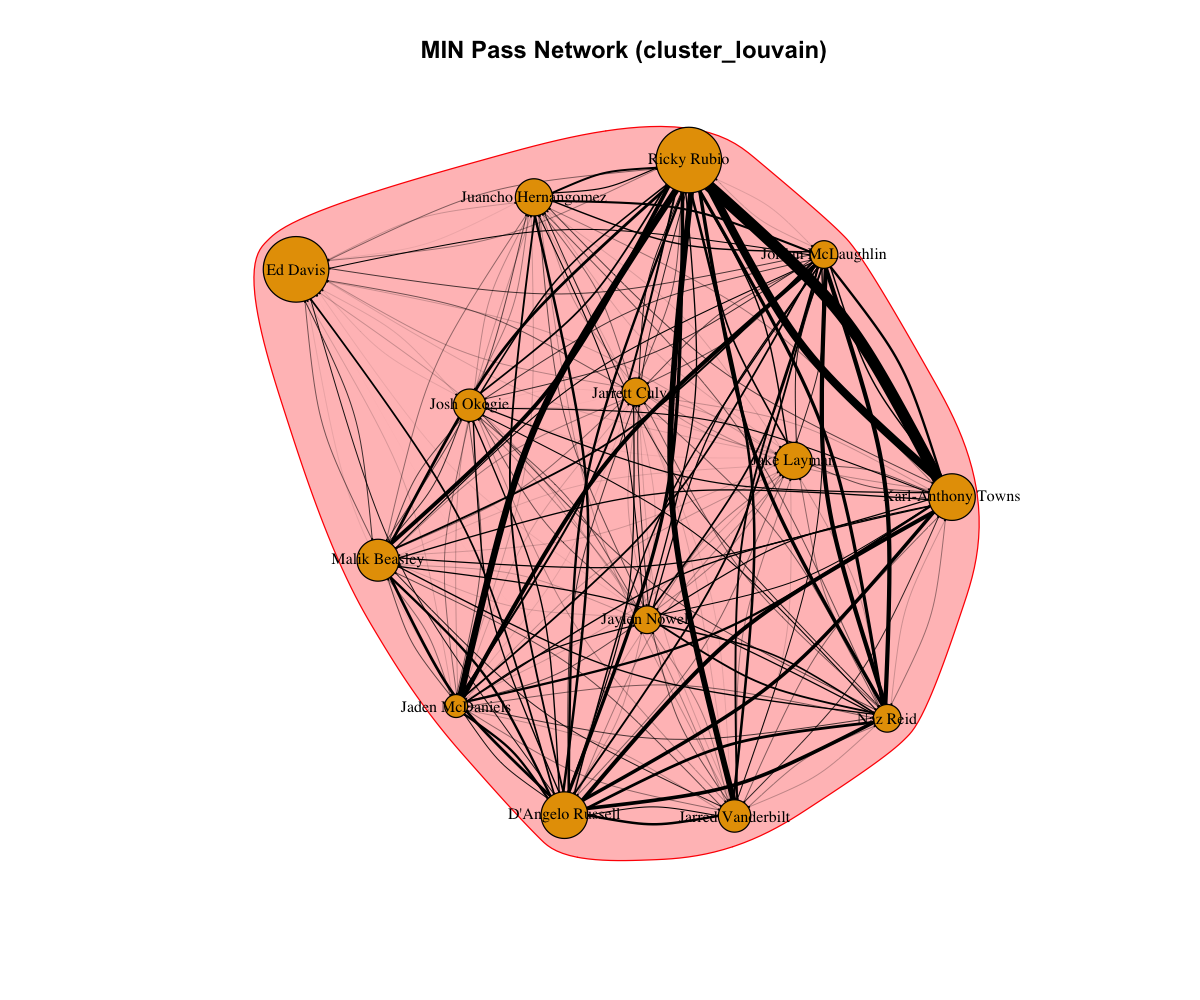 MIN Pass Network (cluster_louvain)
Ricky Rubio
Juancho Hernangomez
Jordan McLaughlin
Ed Davis
Jarrett Culver
Josh Okogie
Jake Layman
Karl-Anthony Towns
Malik Beasley
Jaylen Nowell
Jaden McDaniels
Naz Reid
D'Angelo Russell
Jarred Vanderbilt